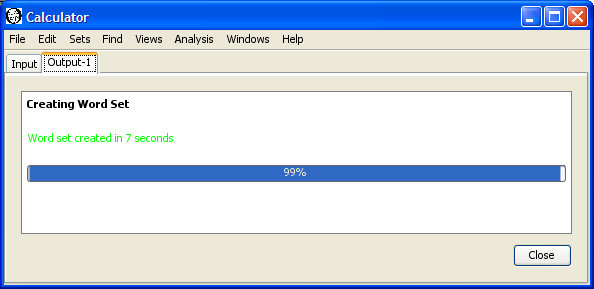 Calculator
File Edit Sets Find Views Analysis Windows Help
Input Output-1
Creating Word Set
Word set created in 7 seconds
99%
Close